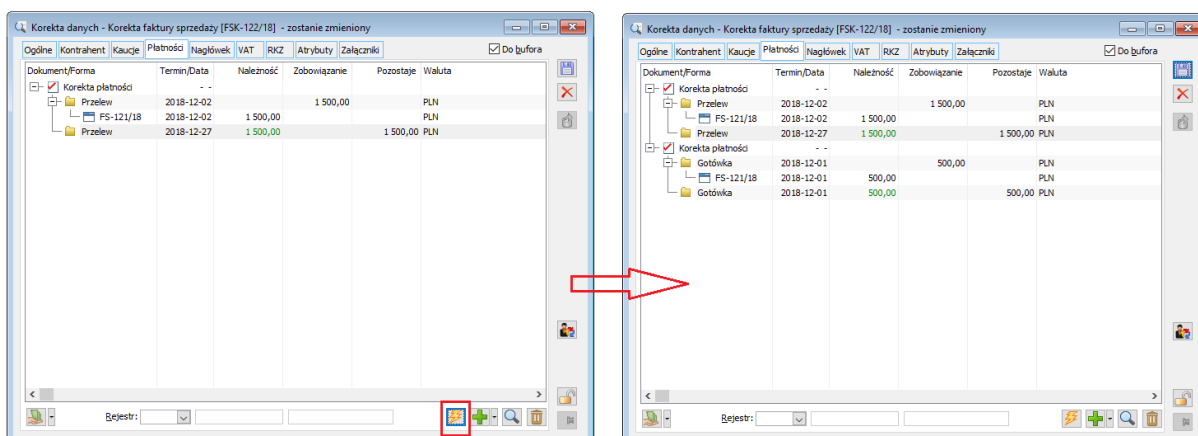 Korekta danych - Korekta faktury sprzedaży [FSK-122/18] - zostanie zmieniony
Ogólne Kontrahent Kaucje Płatności Nagłówek VAT RKZ Atrybuty Załączniki Do bufora
Dokument/Forma Termin/Data Należność Zobowiązanie Pozostaje Waluta
Korekta płatności - -
Przelew 2018-12-02 1 500,00 PLN
FS-121/18 2018-12-02 1 500,00 PLN
Przelew 2018-12-27 1 500,00 1 500,00 PLN
Rejestr:
Korekta danych - Korekta faktury sprzedaży [FSK-122/18] - zostanie zmieniony
Ogólne Kontrahent Kaucje Płatności Nagłówek VAT RKZ Atrybuty Załączniki Do bufora
Dokument/Forma Termin/Data Należność Zobowiązanie Pozostaje Waluta
Korekta płatności - -
Przelew 2018-12-02 1 500,00 PLN
FS-121/18 2018-12-02 1 500,00 PLN
Przelew 2018-12-27 1 500,00 1 500,00 PLN
Korekta płatności - -
Gotówka 2018-12-01 500,00 PLN
FS-121/18 2018-12-01 500,00 PLN
Gotówka 2018-12-01 500,00 500,00 PLN
Rejestr: